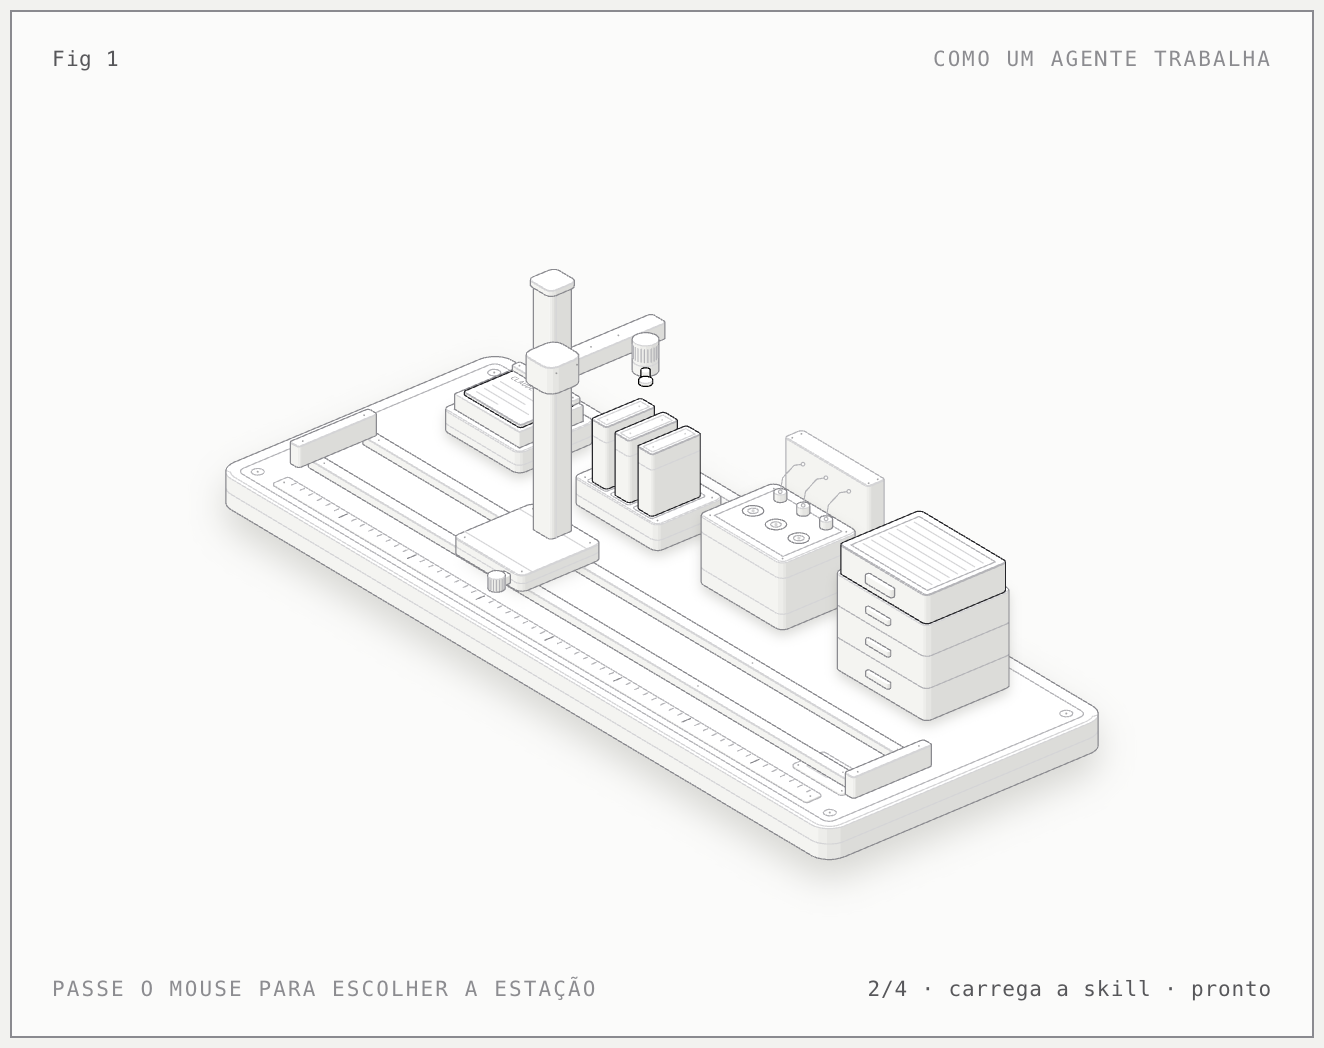 Fig 1
COMO UM AGENTE TRABALHA
PASSE O MOUSE PARA ESCOLHER A ESTAÇÃO
2/4 · carrega a skill · pronto